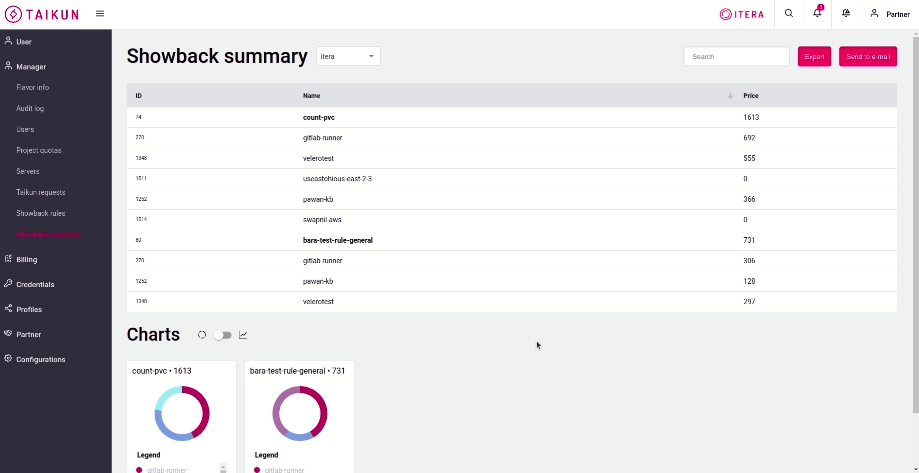 TAIKUN
ITERA
3
Partner
User
Manager
Flavor info
Audit log
Users
Project quotas
Servers
Taikun requests
Showback rules
Showback summary
Billing
Credentials
Profiles
Partner
Configurations
Showback summary
itera
Search
Export
Send to e-mail
ID Name Price
74 count-pvc 1613
270 gitlab-runner 692
1348 velerotest 555
1511 useastohious-east-2-3 0
1252 pawan-kb 366
1514 swapnil-aws 0
80 bara-test-rule-general 731
270 gitlab-runner 306
1252 pawan-kb 128
1348 velerotest 297
Charts
count-pvc • 1613
Legend
gitlab-runner
bara-test-rule-general • 731
Legend
gitlab-runner